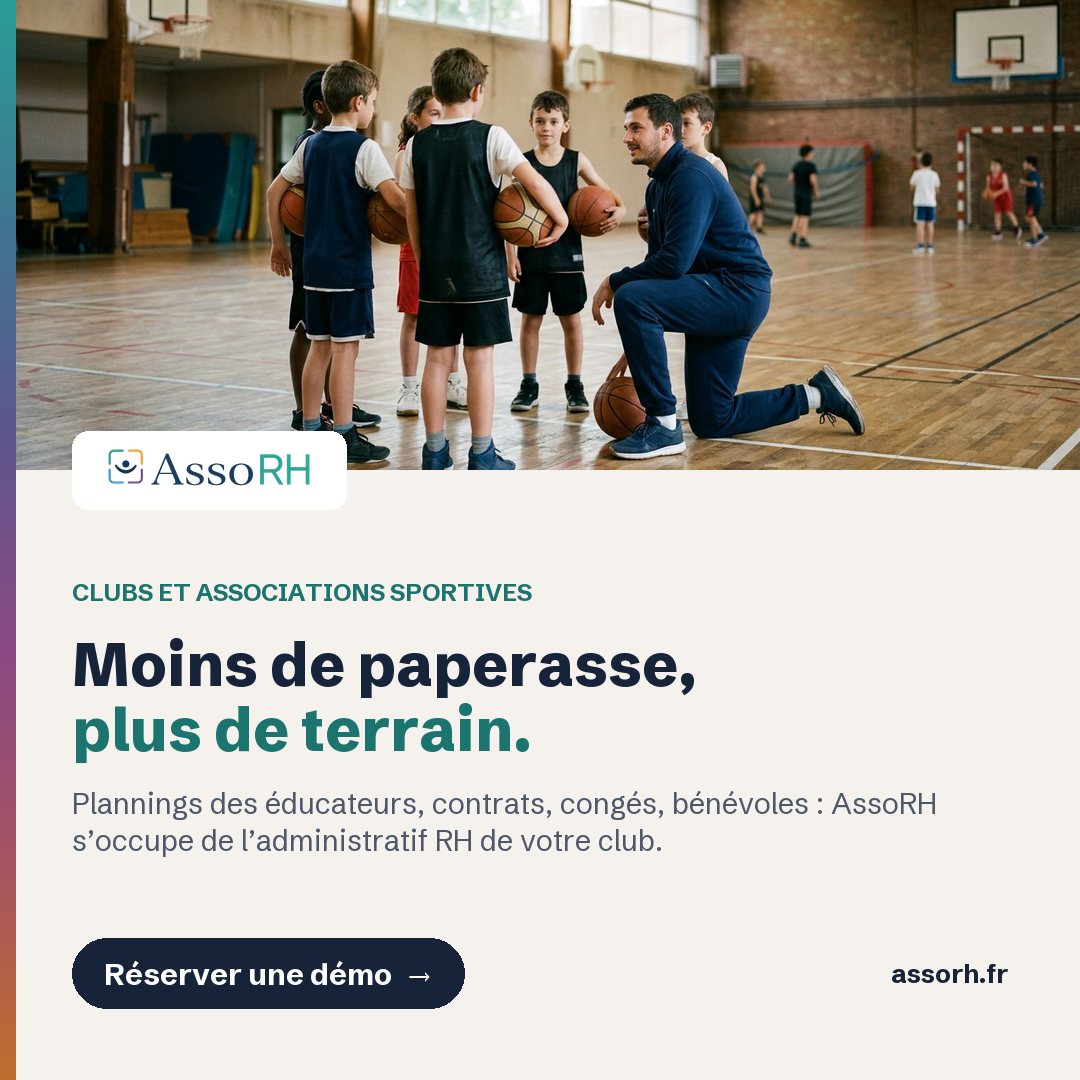 AssoRH
CLUBS ET ASSOCIATIONS SPORTIVES
Moins de paperasse,
plus de terrain.
Plannings des éducateurs, contrats, congés, bénévoles : AssoRH
s’occupe de l’administratif RH de votre club.
Réserver une démo →
assorh.fr